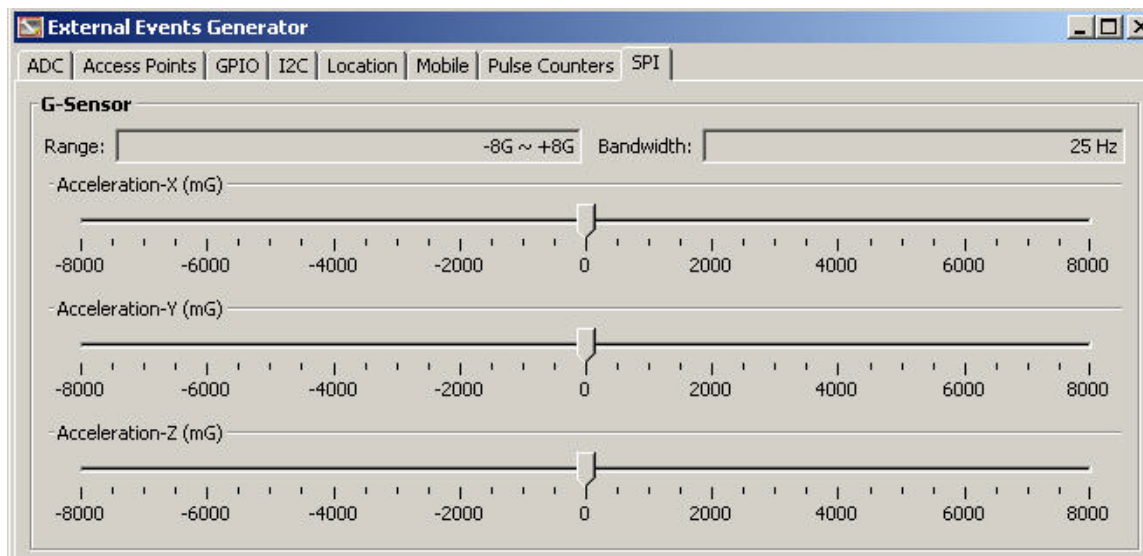 External Events Generator
ADC Access Points GPIO I2C Location Mobile Pulse Counters SPI
G-Sensor
Range: -8G ~ +8G Bandwidth: 25 Hz
Acceleration-X (mG)
-8000 -6000 -4000 -2000 0 2000 4000 6000 8000
Acceleration-Y (mG)
-8000 -6000 -4000 -2000 0 2000 4000 6000 8000
Acceleration-Z (mG)
-8000 -6000 -4000 -2000 0 2000 4000 6000 8000